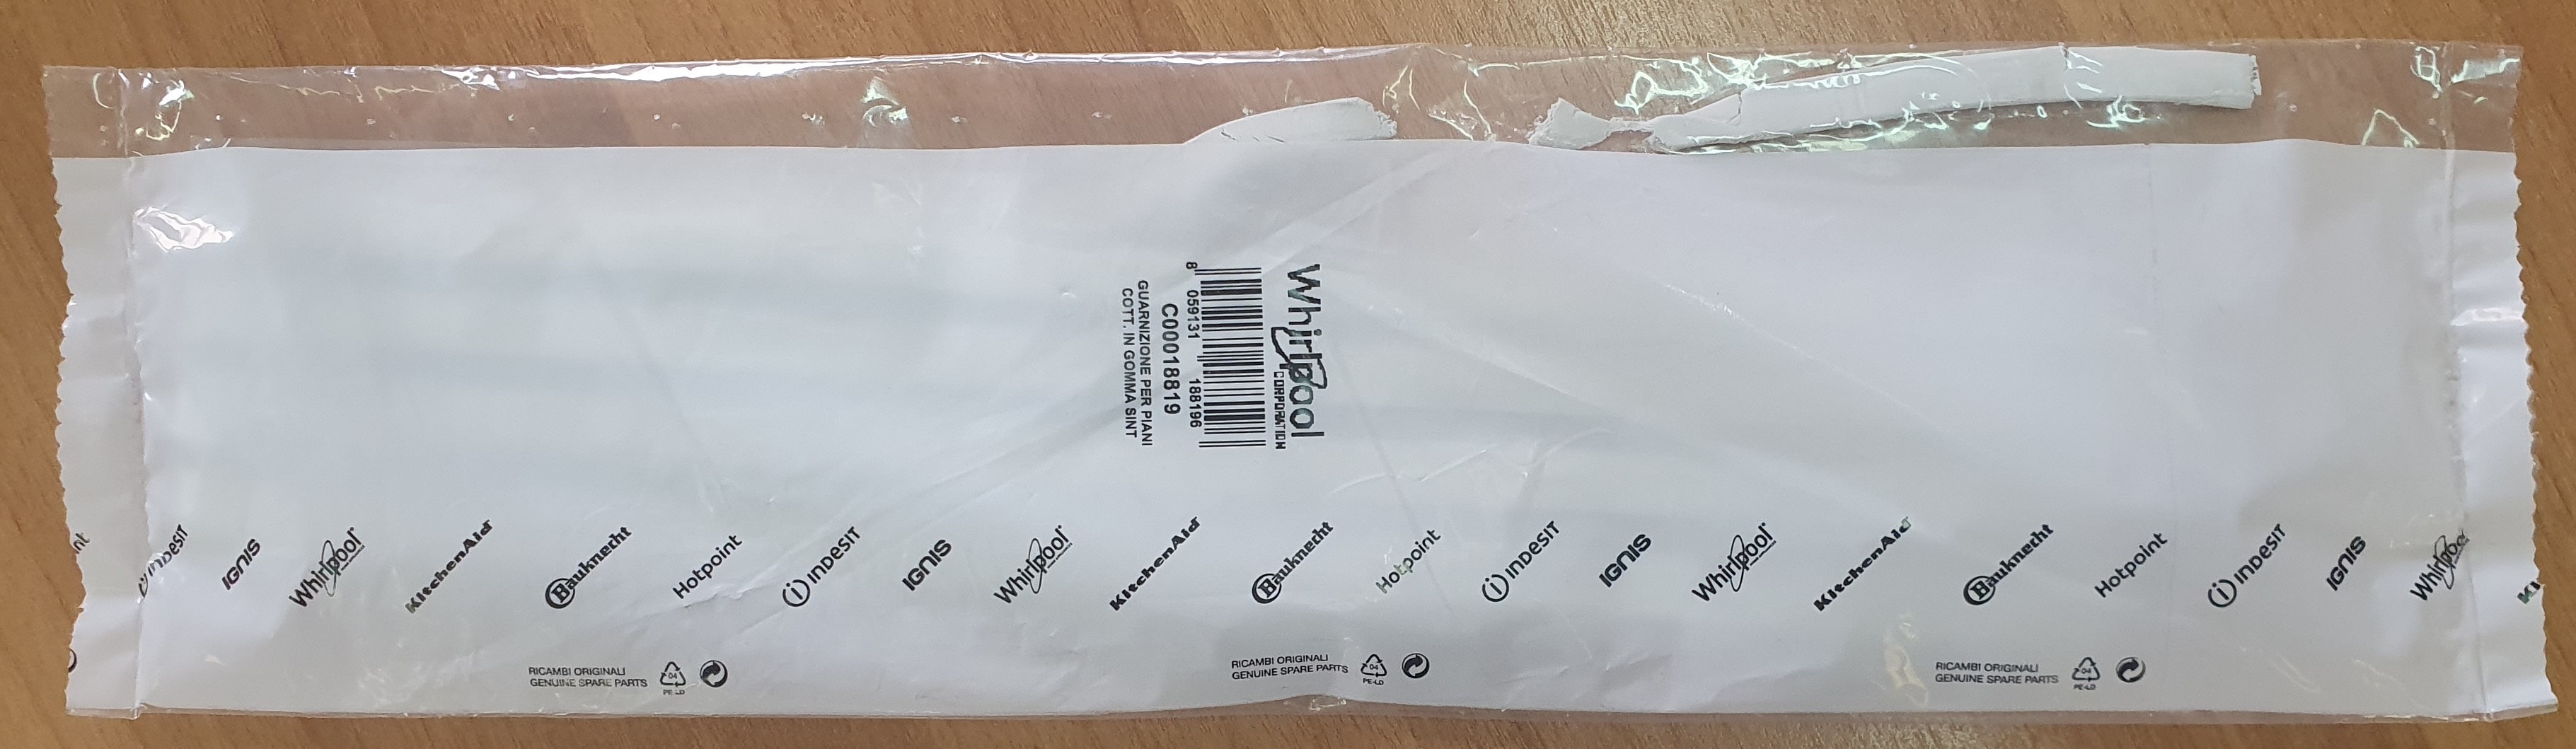 Whirlpool
CORPORATION
8 059131 188196
C00018819
GUARNIZIONE PER PIANI
COTT. IN GOMMA SINT
INDESIT
IGNIS
Whirlpool
KitchenAid
Bauknecht
Hotpoint
INDESIT
IGNIS
Whirlpool
KitchenAid
Bauknecht
Hotpoint
INDESIT
IGNIS
Whirlpool
KitchenAid
Bauknecht
Hotpoint
INDESIT
IGNIS
Whirlpool
RICAMBI ORIGINALI
GENUINE SPARE PARTS
04
PE-LD
RICAMBI ORIGINALI
GENUINE SPARE PARTS
04
PE-LD
RICAMBI ORIGINALI
GENUINE SPARE PARTS
04
PE-LD